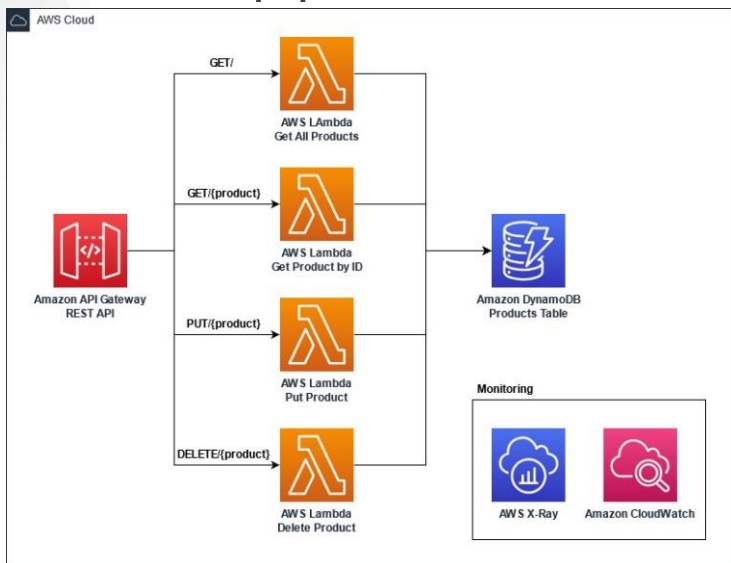 AWS Cloud
GET/
AWS LAmbda
Get All Products
GET/{product}
AWS Lambda
Get Product by ID
Amazon API Gateway
REST API
Amazon DynamoDB
Products Table
PUT/{product}
AWS Lambda
Put Product
Monitoring
DELETE/{product}
AWS Lambda
Delete Product
AWS X-Ray
Amazon CloudWatch